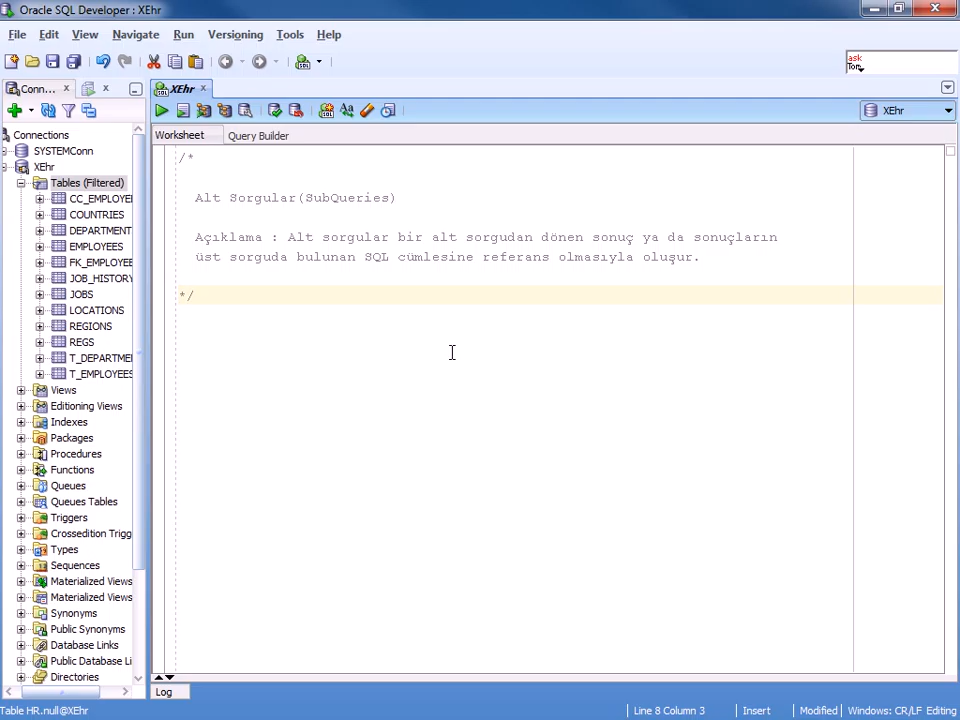 Oracle SQL Developer : XEhr
File Edit View Navigate Run Versioning Tools Help
ask
Tom
Conn...
XEhr
XEhr
Worksheet Query Builder
Connections
SYSTEMConn
XEhr
Tables (Filtered)
CC_EMPLOYE
COUNTRIES
DEPARTMENT
EMPLOYEES
FK_EMPLOYEE
JOB_HISTORY
JOBS
LOCATIONS
REGIONS
REGS
T_DEPARTME
T_EMPLOYEES
Views
Editioning Views
Indexes
Packages
Procedures
Functions
Queues
Queues Tables
Triggers
Crossedition Trigg
Types
Sequences
Materialized Views
Materialized Views
Synonyms
Public Synonyms
Database Links
Public Database Li
Directories
/*
Alt Sorgular(SubQueries)
Açıklama : Alt sorgular bir alt sorgudan dönen sonuç ya da sonuçların
üst sorguda bulunan SQL cümlesine referans olmasıyla oluşur.
*/
Log
Table HR.null@XEhr
Line 8 Column 3
Insert
Modified
Windows: CR/LF
Editing